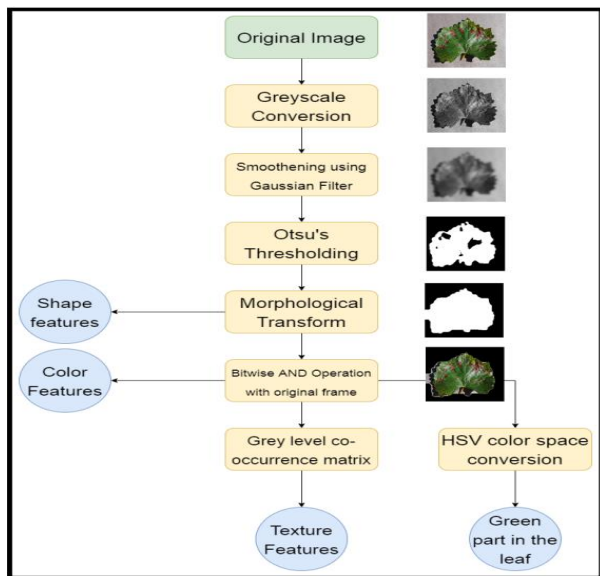 Original Image
Greyscale
Conversion
Smoothening using
Gaussian Filter
Otsu's
Thresholding
Shape
features
Morphological
Transform
Color
Features
Bitwise AND Operation
with original frame
Grey level co-
occurrence matrix
HSV color space
conversion
Texture
Features
Green
part in the
leaf